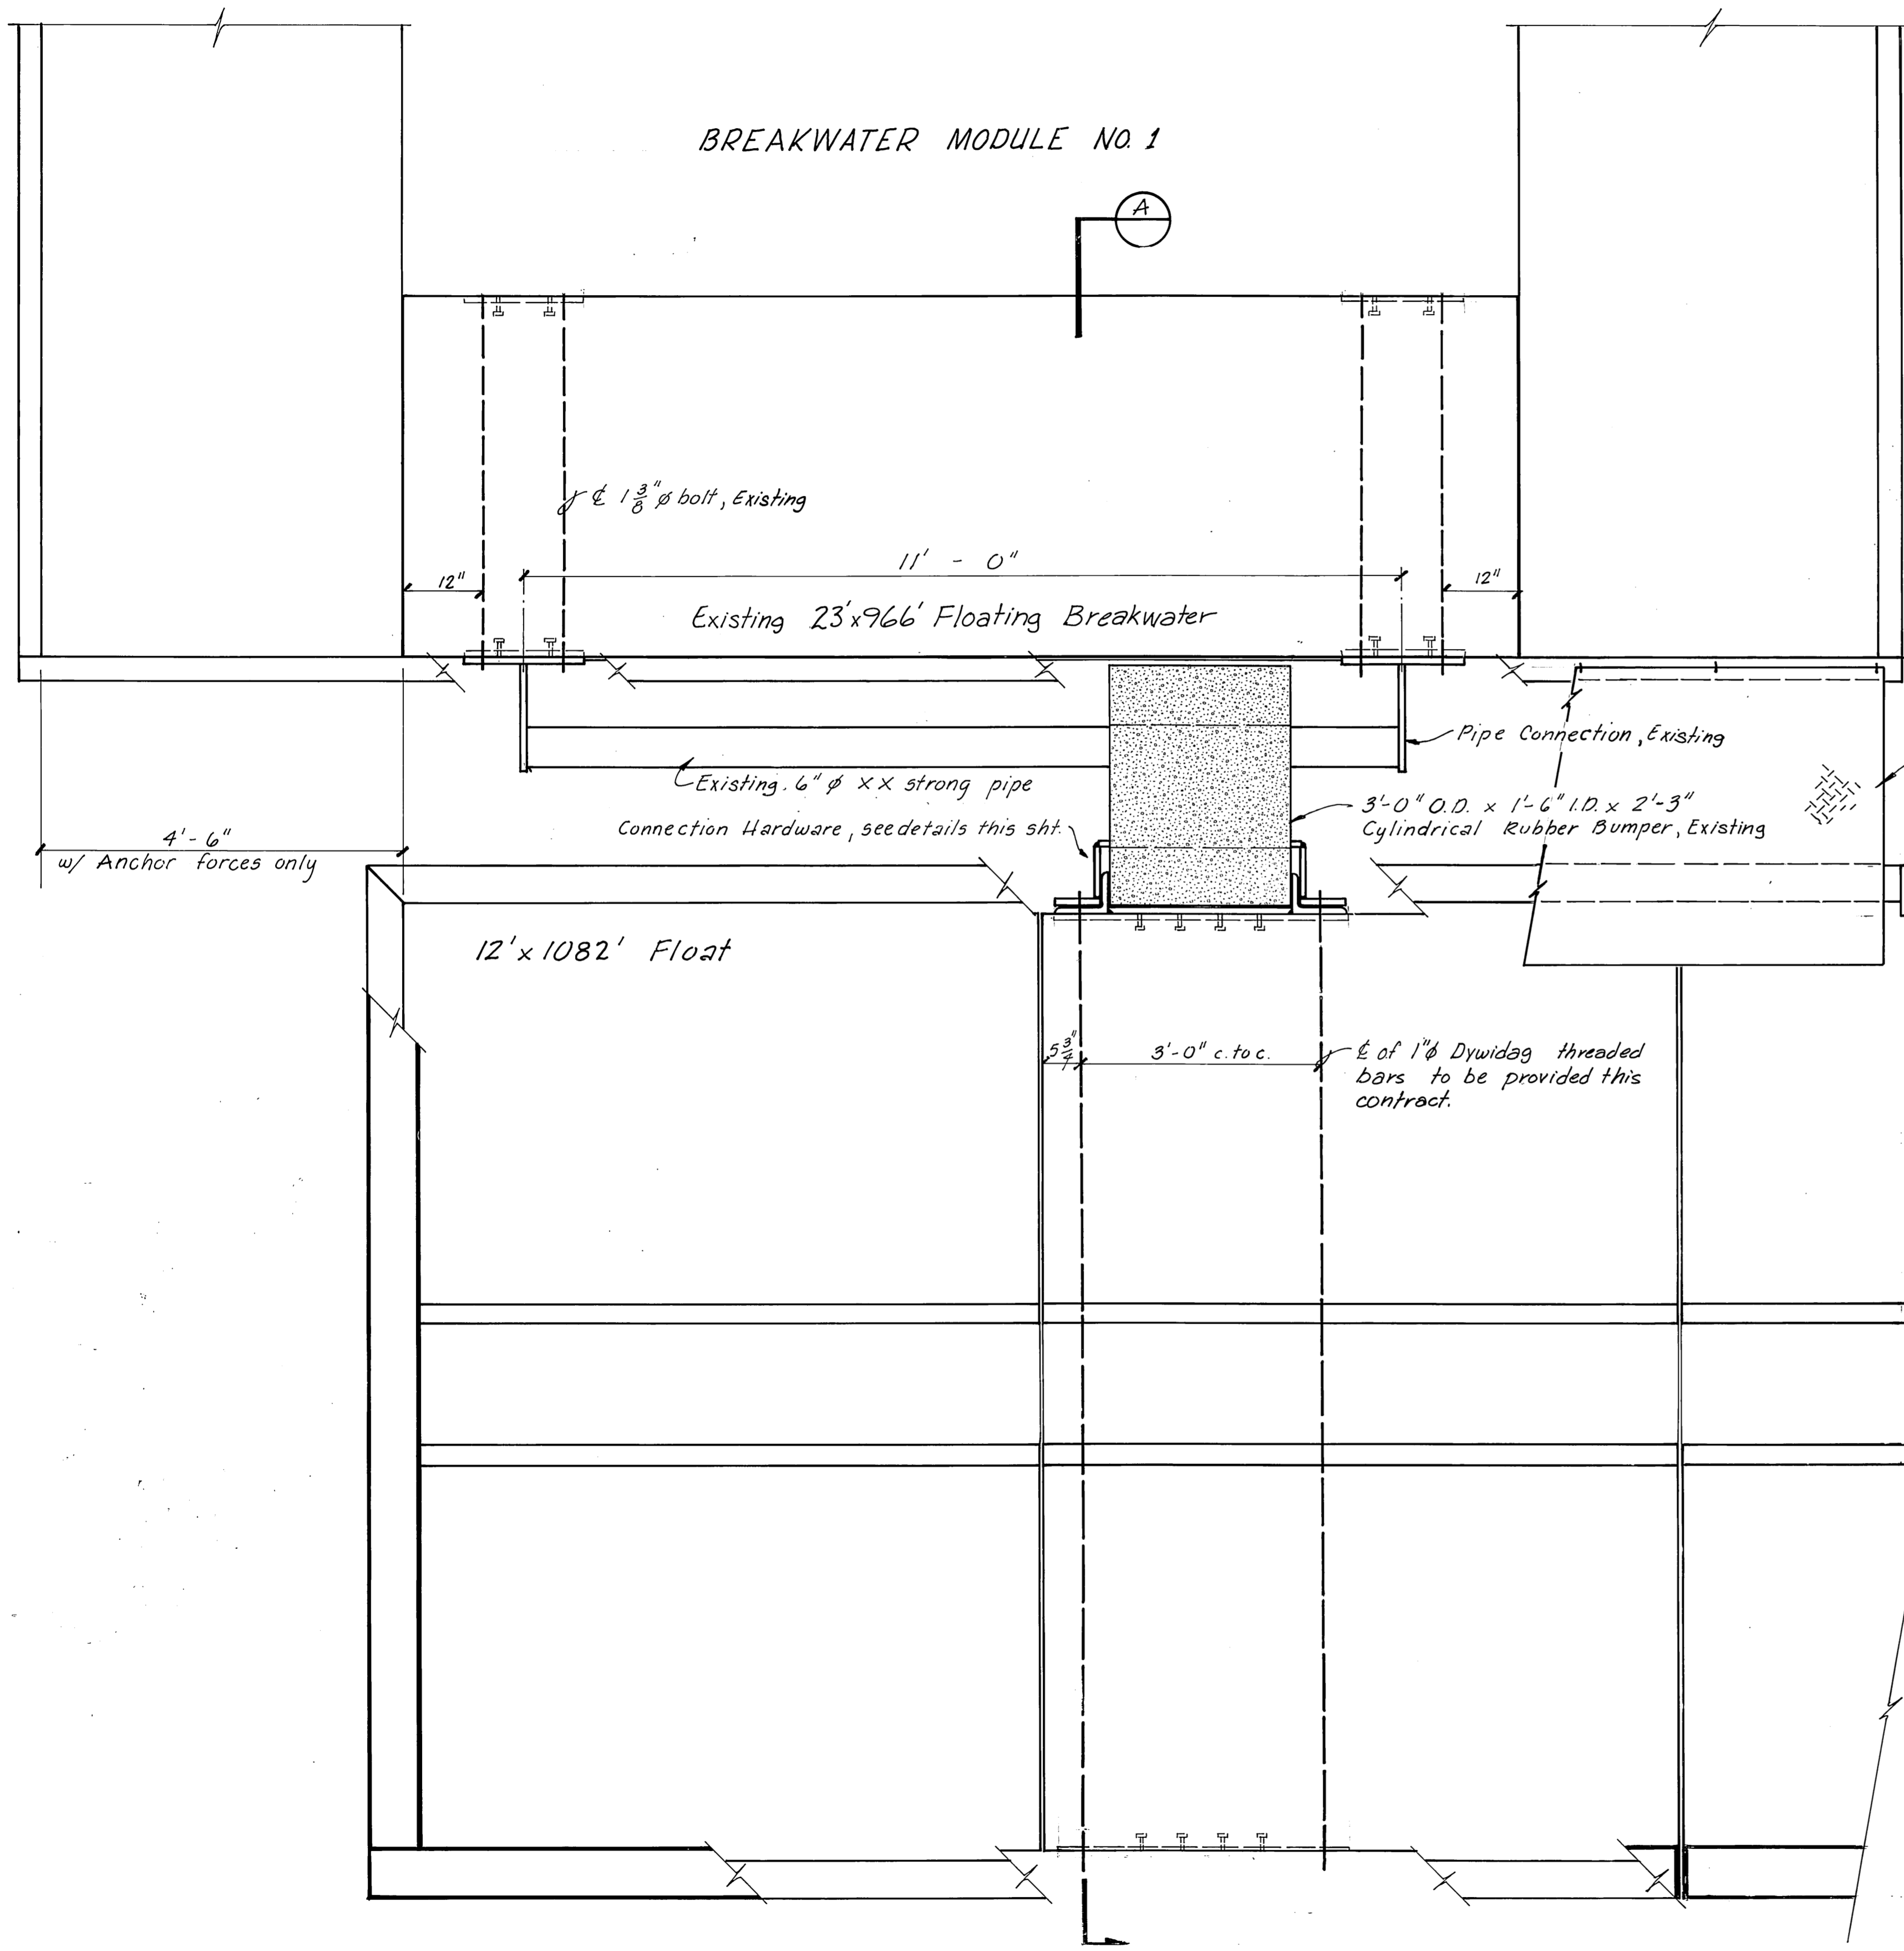 BREAKWATER MODULE NO. 1
A
℄ 1 3/8" ø bolt, Existing
11' - 0"
12"
12"
Existing 23'x966' Floating Breakwater
Pipe Connection, Existing
Existing. 6" ø x x strong pipe
3'-0" O.D. x 1'-6" I.D. x 2'-3"
Cylindrical Rubber Bumper, Existing
Connection Hardware, see details this sht.
4'-6"
w/ Anchor forces only
12' x 1082' Float
5 3/4"
3'-0" c. to c.
℄ of 1"ø Dywidag threaded
bars to be provided this
contract.